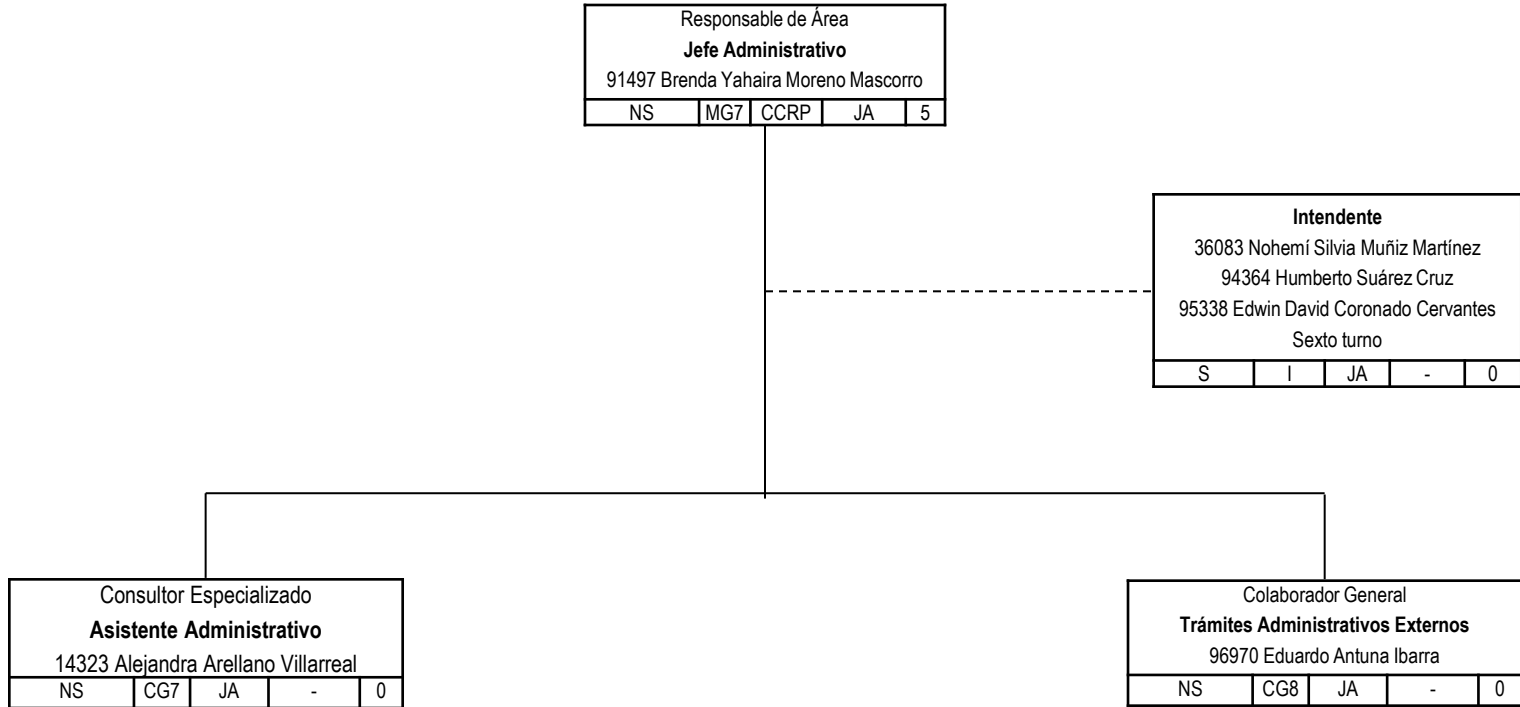 Responsable de Área
Jefe Administrativo
91497 Brenda Yahaira Moreno Mascorro
NS MG7 CCRP JA 5
Intendente
36083 Nohemí Silvia Muñiz Martínez
94364 Humberto Suárez Cruz
95338 Edwin David Coronado Cervantes
Sexto turno
S I JA - 0
Consultor Especializado
Asistente Administrativo
14323 Alejandra Arellano Villarreal
NS CG7 JA - 0
Colaborador General
Trámites Administrativos Externos
96970 Eduardo Antuna Ibarra
NS CG8 JA - 0